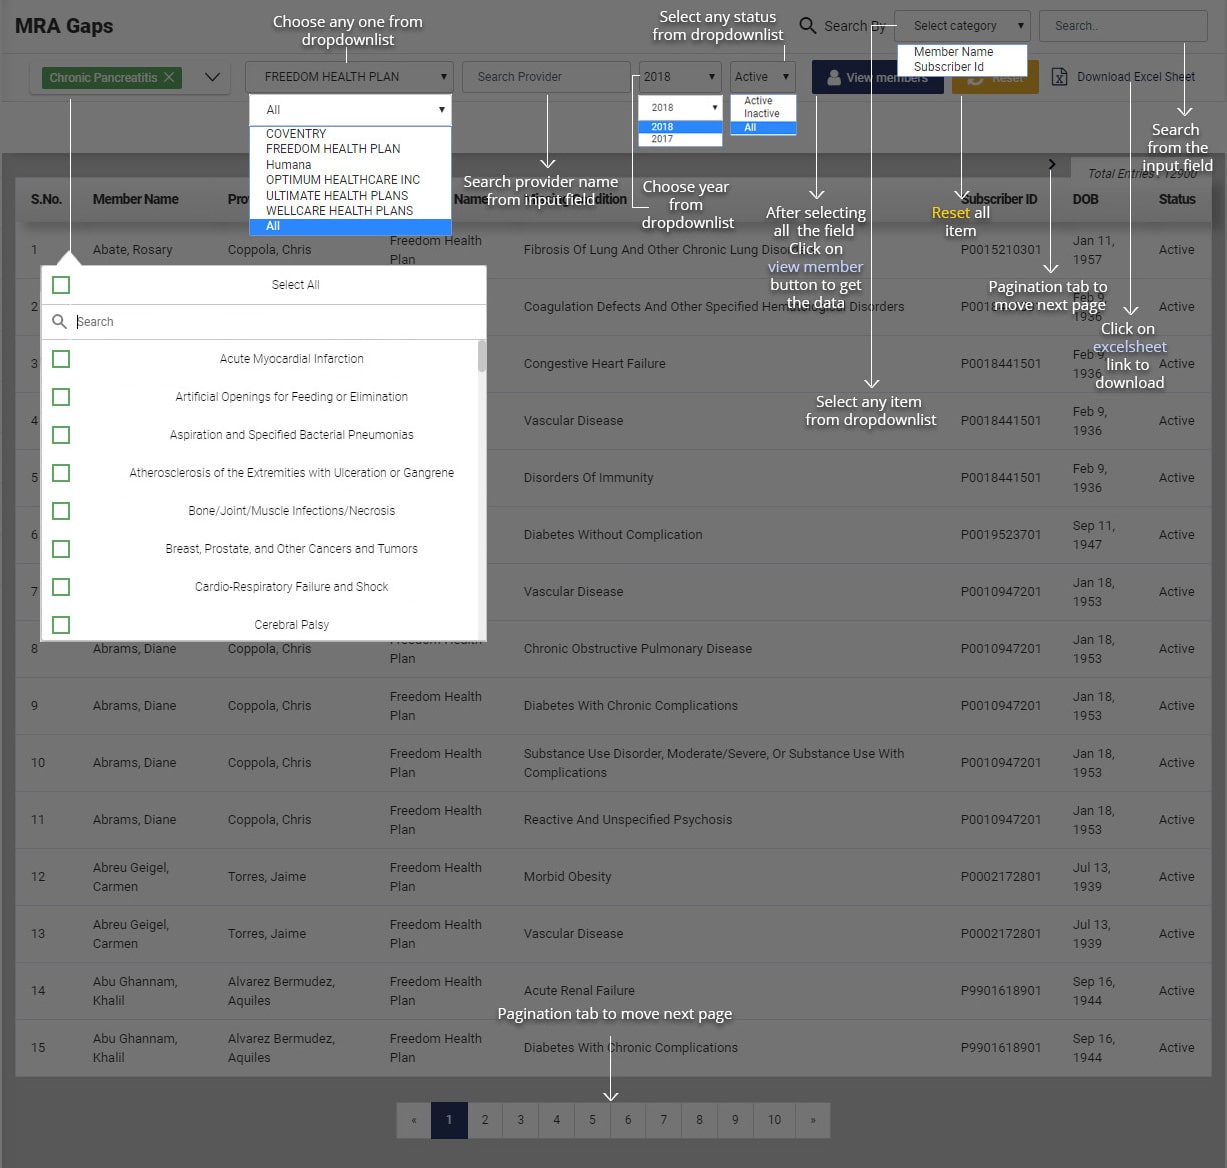 MRA Gaps
Choose any one from
dropdownlist
Select any status
from dropdownlist
Search By
Select category
Search..
Member Name
Subscriber Id
Chronic Pancreatitis
FREEDOM HEALTH PLAN
Search Provider
2018
Active
View members
Reset
Download Excel Sheet
All
COVENTRY
FREEDOM HEALTH PLAN
Humana
OPTIMUM HEALTHCARE INC
ULTIMATE HEALTH PLANS
WELLCARE HEALTH PLANS
All
2018
2018
2017
Active
Inactive
All
Search
from the
input field
Search provider name
from input field
Choose year
from
dropdownlist
After selecting
all the field
Click on
view member
button to get
the data
Reset all
item
Total Entries : 12900
Pagination tab to
move next page
Click on
excelsheet
link to
download
Select any item
from dropdownlist
S.No. Member Name Name Subscriber ID DOB Status
1 Abate, Rosary Coppola, Chris Freedom Health Plan Fibrosis Of Lung And Other Chronic Lung Disorders P0015210301 Jan 11, 1957 Active
2 Coagulation Defects And Other Specified Hematological Disorders Feb 9, 1936 Active
3 Congestive Heart Failure P0018441501 Feb 9, 1936 Active
4 Vascular Disease P0018441501 Feb 9, 1936 Active
5 Disorders Of Immunity P0018441501 Feb 9, 1936 Active
6 Diabetes Without Complication P0019523701 Sep 11, 1947 Active
7 Vascular Disease P0010947201 Jan 18, 1953 Active
Select All
Search
Acute Myocardial Infarction
Artificial Openings for Feeding or Elimination
Aspiration and Specified Bacterial Pneumonias
Atherosclerosis of the Extremities with Ulceration or Gangrene
Bone/Joint/Muscle Infections/Necrosis
Breast, Prostate, and Other Cancers and Tumors
Cardio-Respiratory Failure and Shock
Cerebral Palsy
8 Abrams, Diane Coppola, Chris Freedom Health Plan Chronic Obstructive Pulmonary Disease P0010947201 Jan 18, 1953 Active
9 Abrams, Diane Coppola, Chris Freedom Health Plan Diabetes With Chronic Complications P0010947201 Jan 18, 1953 Active
10 Abrams, Diane Coppola, Chris Freedom Health Plan Substance Use Disorder, Moderate/Severe, Or Substance Use With Complications P0010947201 Jan 18, 1953 Active
11 Abrams, Diane Coppola, Chris Freedom Health Plan Reactive And Unspecified Psychosis P0010947201 Jan 18, 1953 Active
12 Abreu Geigel, Carmen Torres, Jaime Freedom Health Plan Morbid Obesity P0002172801 Jul 13, 1939 Active
13 Abreu Geigel, Carmen Torres, Jaime Freedom Health Plan Vascular Disease P0002172801 Jul 13, 1939 Active
14 Abu Ghannam, Khalil Alvarez Bermudez, Aquiles Freedom Health Plan Acute Renal Failure P9901618901 Sep 16, 1944 Active
Pagination tab to move next page
15 Abu Ghannam, Khalil Alvarez Bermudez, Aquiles Freedom Health Plan Diabetes With Chronic Complications P9901618901 Sep 16, 1944 Active
« 1 2 3 4 5 6 7 8 9 10 »